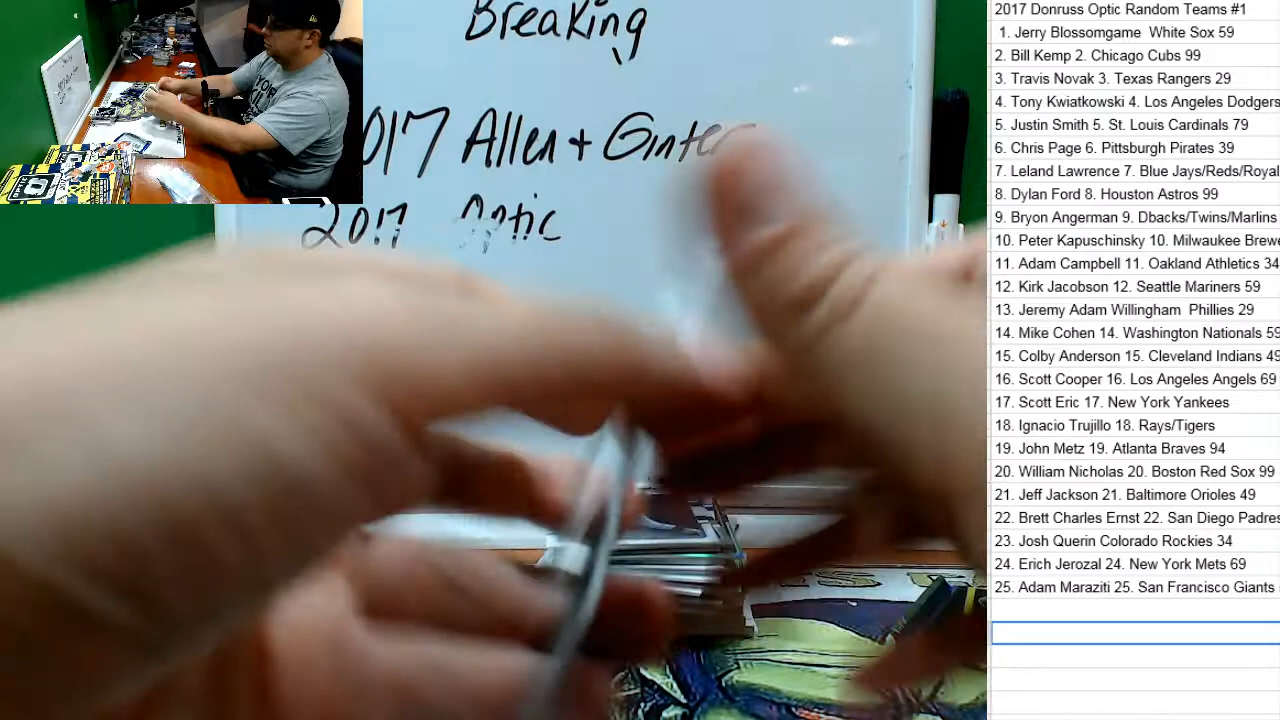 Breaking
2017 Allen + Ginter
2017 Optic
2017 Donruss Optic Random Teams #1
1. Jerry Blossomgame White Sox 59
2. Bill Kemp 2. Chicago Cubs 99
3. Travis Novak 3. Texas Rangers 29
4. Tony Kwiatkowski 4. Los Angeles Dodgers
5. Justin Smith 5. St. Louis Cardinals 79
6. Chris Page 6. Pittsburgh Pirates 39
7. Leland Lawrence 7. Blue Jays/Reds/Royal
8. Dylan Ford 8. Houston Astros 99
9. Bryon Angerman 9. Dbacks/Twins/Marlins
10. Peter Kapuschinsky 10. Milwaukee Brewe
11. Adam Campbell 11. Oakland Athletics 34
12. Kirk Jacobson 12. Seattle Mariners 59
13. Jeremy Adam Willingham Phillies 29
14. Mike Cohen 14. Washington Nationals 59
15. Colby Anderson 15. Cleveland Indians 49
16. Scott Cooper 16. Los Angeles Angels 69
17. Scott Eric 17. New York Yankees
18. Ignacio Trujillo 18. Rays/Tigers
19. John Metz 19. Atlanta Braves 94
20. William Nicholas 20. Boston Red Sox 99
21. Jeff Jackson 21. Baltimore Orioles 49
22. Brett Charles Ernst 22. San Diego Padres
23. Josh Querin Colorado Rockies 34
24. Erich Jerozal 24. New York Mets 69
25. Adam Maraziti 25. San Francisco Giants